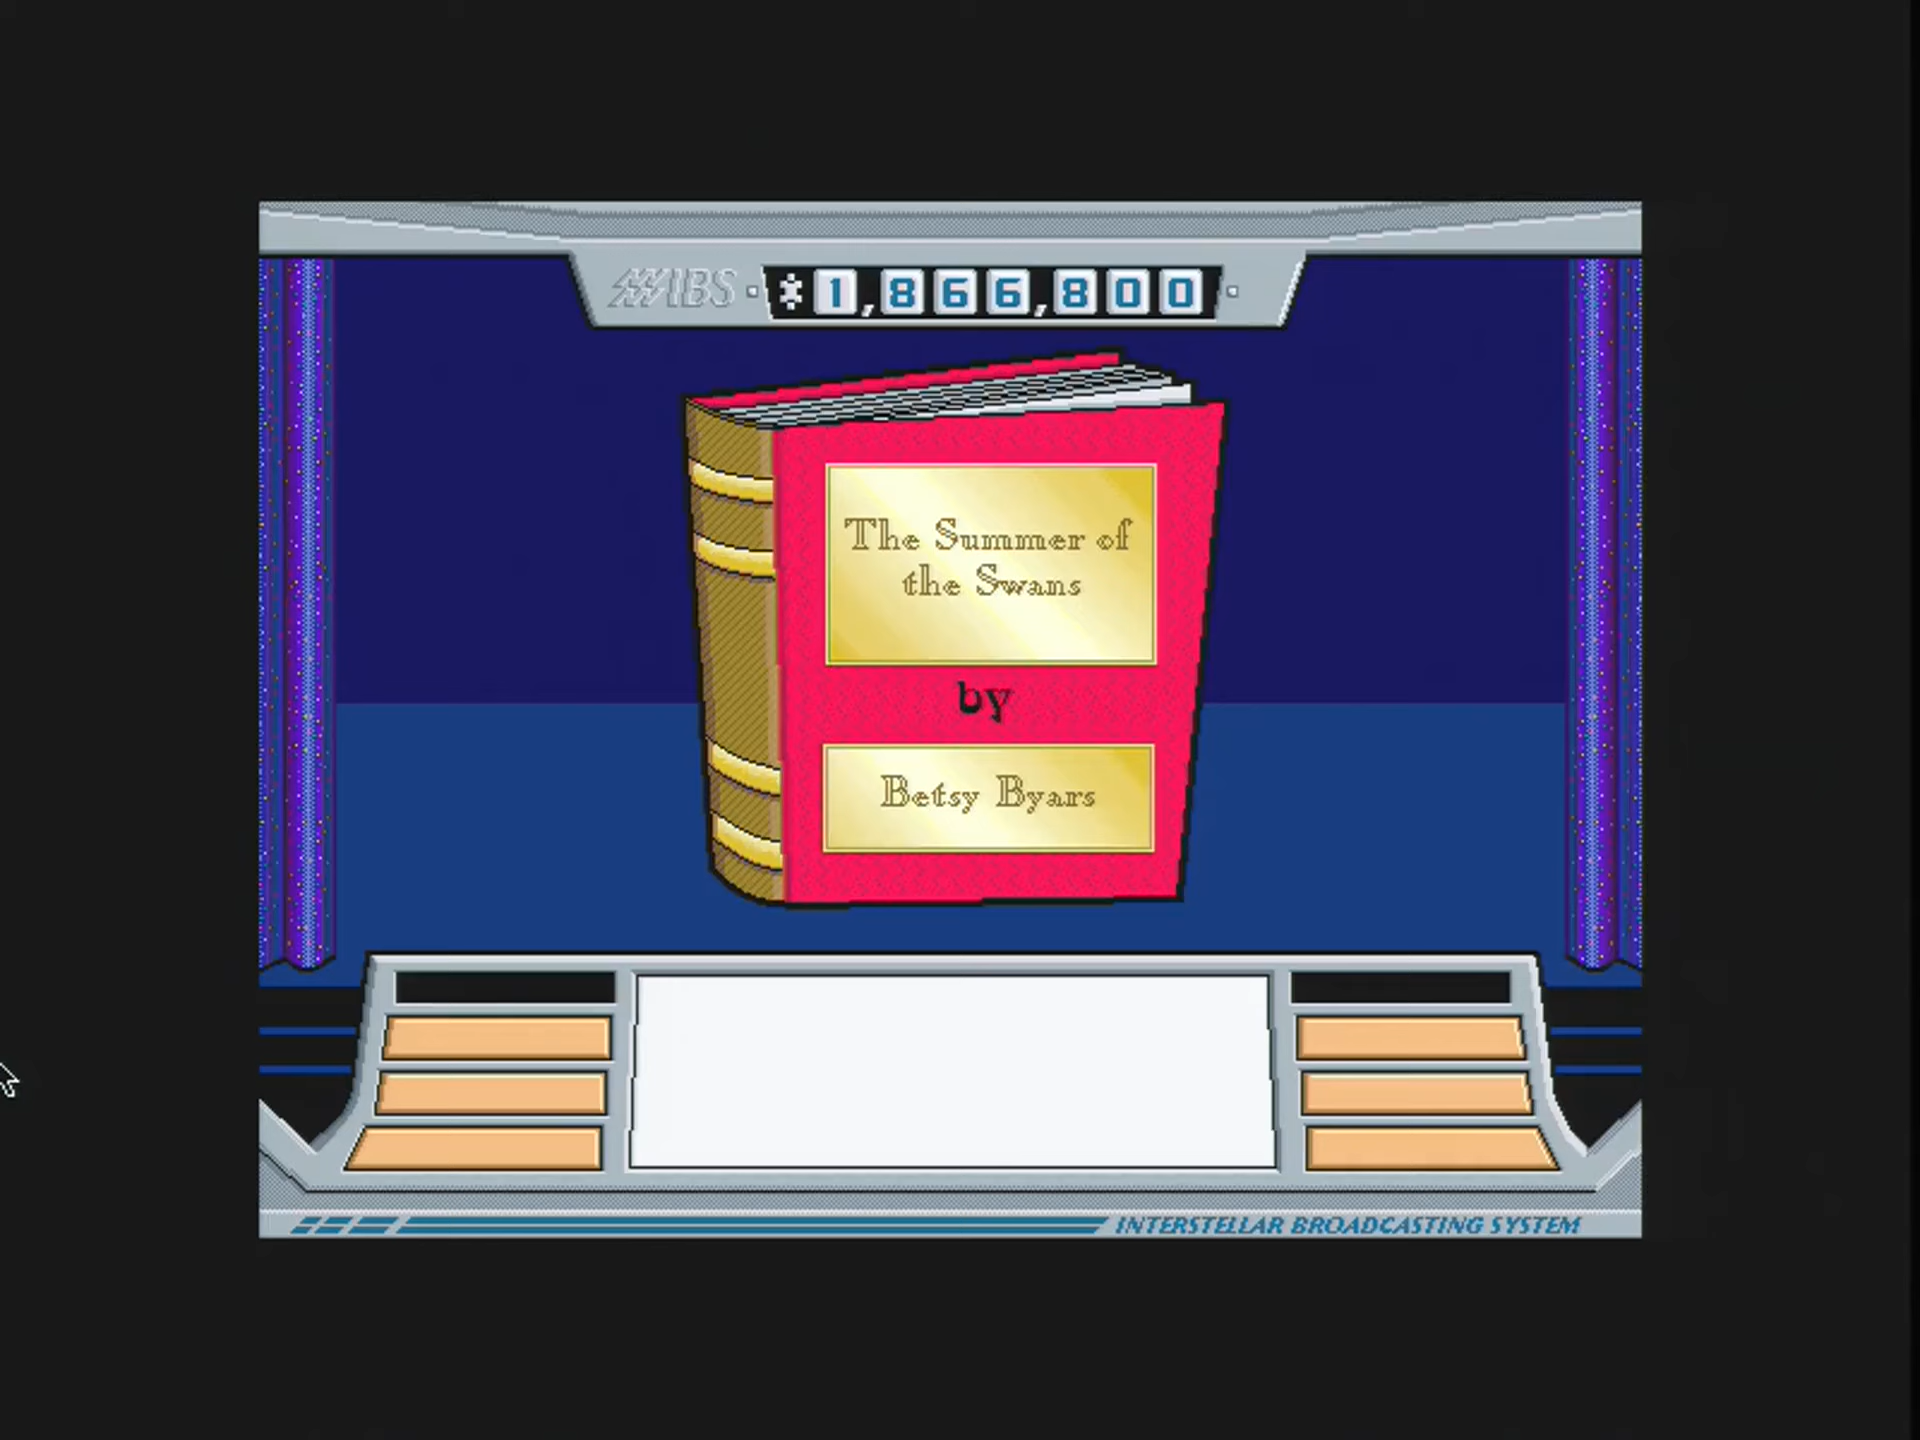 IBS
1,866,800
The Summer of
the Swans
by
Betsy Byars
INTERSTELLAR BROADCASTING SYSTEM